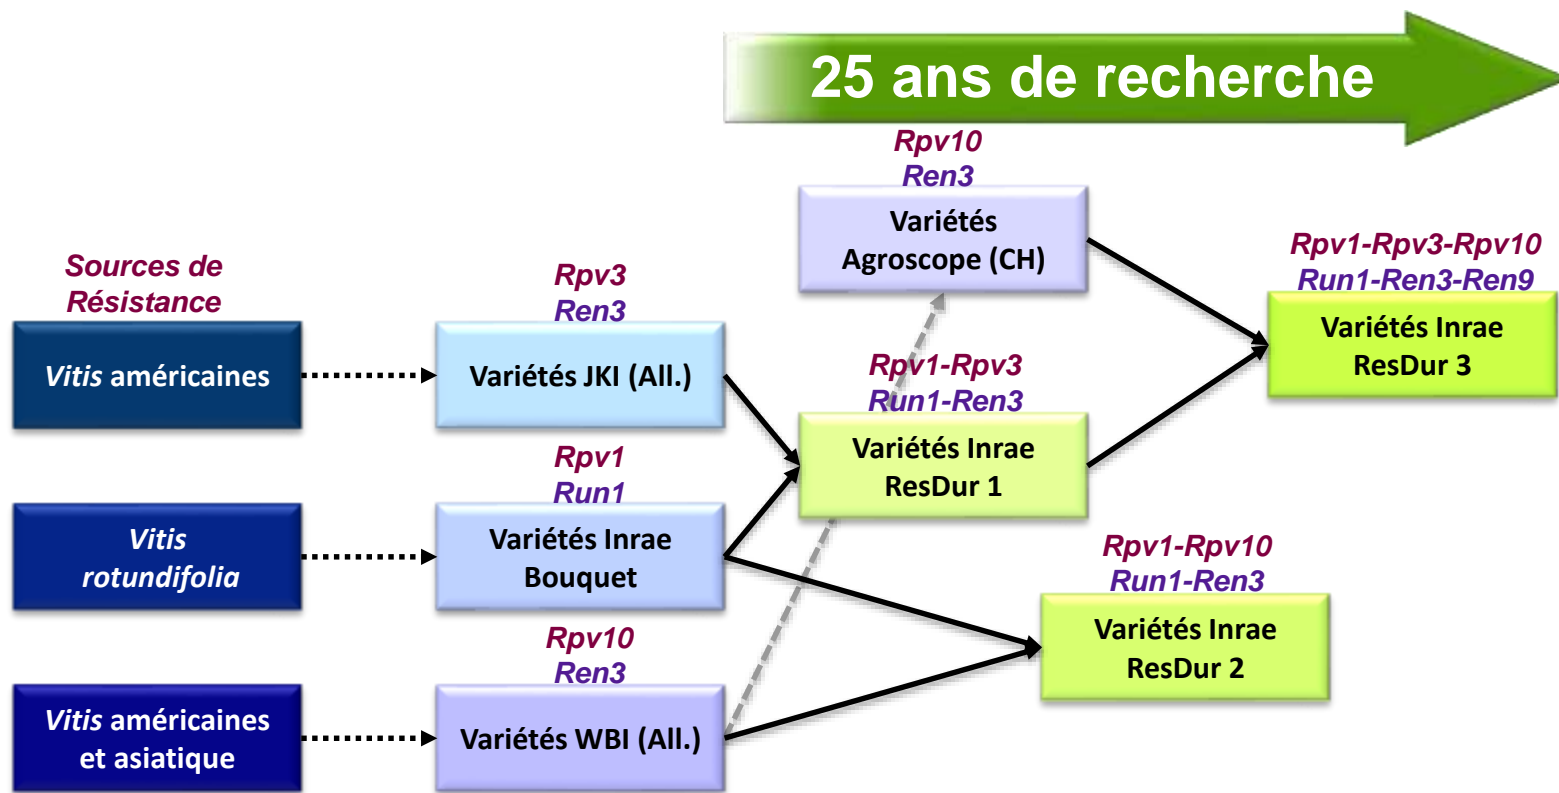 25 ans de recherche
Rpv10
Ren3
Variétés
Agroscope (CH)
Sources de
Résistance
Vitis américaines
Rpv3
Ren3
Variétés JKI (All.)
Rpv1-Rpv3
Run1-Ren3
Variétés Inrae
ResDur 1
Rpv1-Rpv3-Rpv10
Run1-Ren3-Ren9
Variétés Inrae
ResDur 3
Vitis
rotundifolia
Rpv1
Run1
Variétés Inrae
Bouquet
Rpv1-Rpv10
Run1-Ren3
Variétés Inrae
ResDur 2
Vitis américaines
et asiatique
Rpv10
Ren3
Variétés WBI (All.)